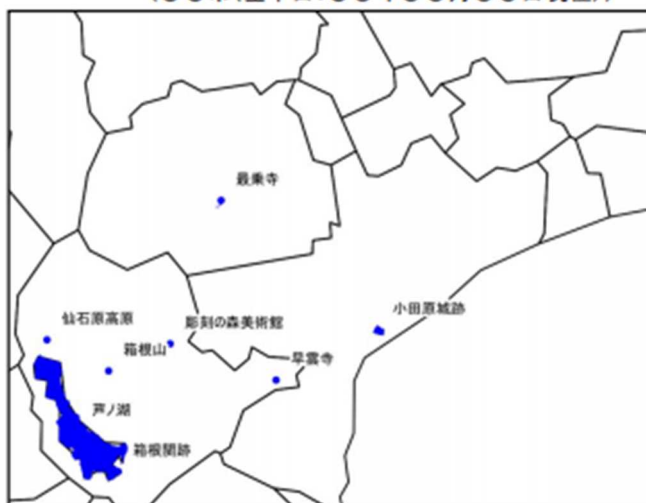 最乗寺
仙石原高原
彫刻の森美術館
小田原城跡
箱根山
早雲寺
芦ノ湖
箱根関跡